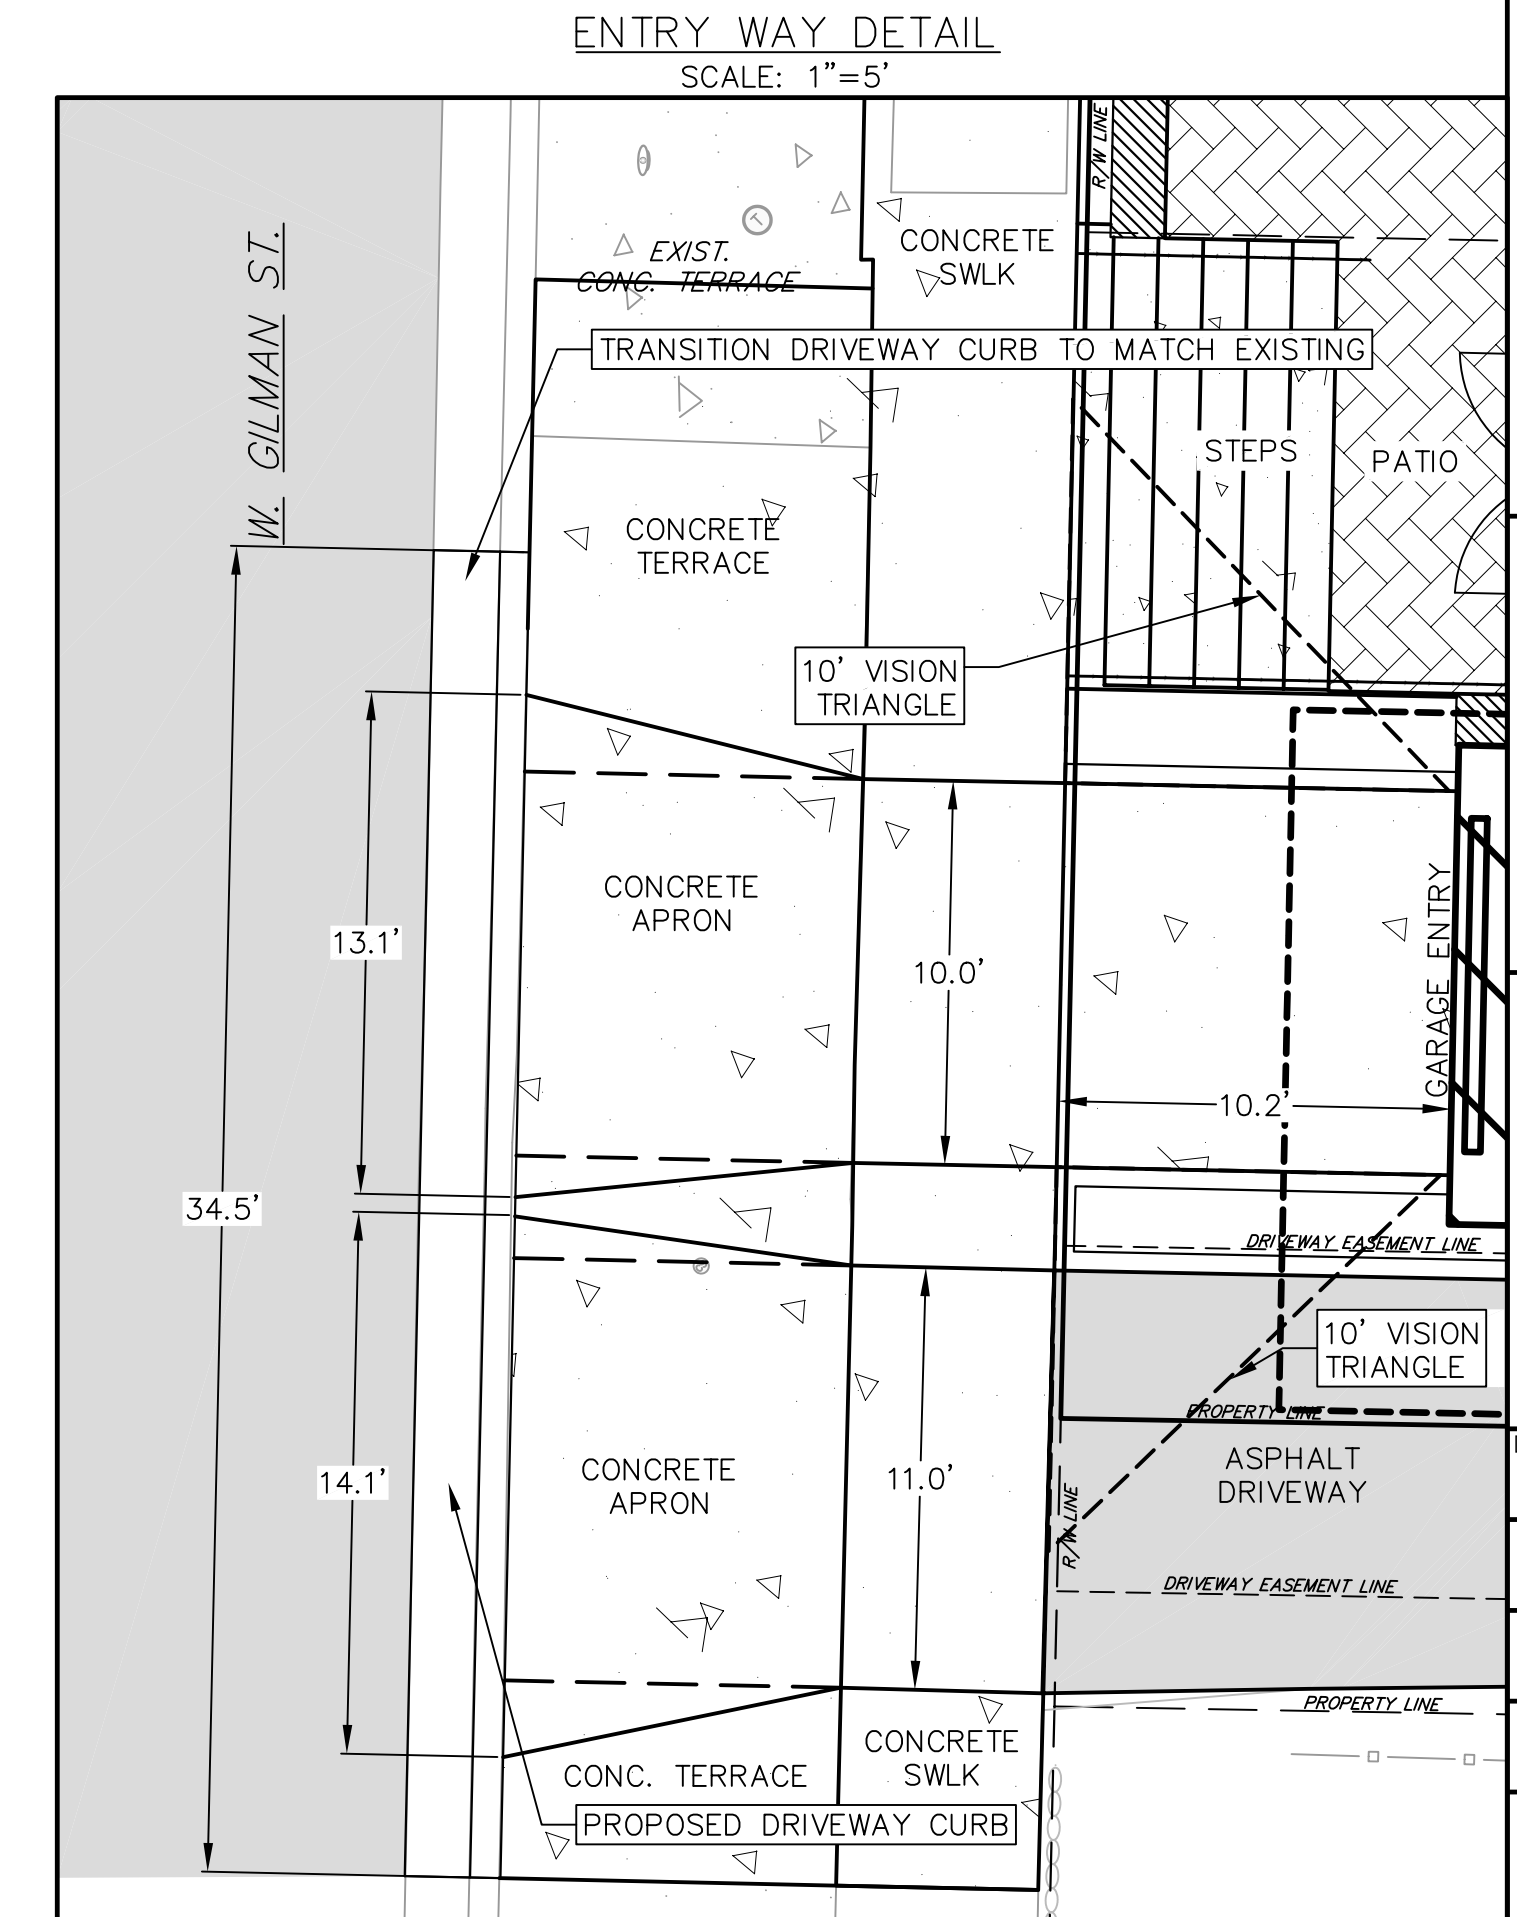 ENTRY WAY DETAIL
SCALE: 1"=5'
R/W LINE
W. GILMAN ST.
EXIST.
CONC. TERRACE
CONCRETE
SWLK
TRANSITION DRIVEWAY CURB TO MATCH EXISTING
STEPS
PATIO
CONCRETE
TERRACE
10' VISION
TRIANGLE
CONCRETE
APRON
13.1'
10.0'
GARAGE ENTRY
10.2'
34.5'
DRIVEWAY EASEMENT LINE
10' VISION
TRIANGLE
PROPERTY LINE
ASPHALT
DRIVEWAY
CONCRETE
APRON
14.1'
11.0'
R/W LINE
DRIVEWAY EASEMENT LINE
PROPERTY LINE
CONCRETE
SWLK
CONC. TERRACE
PROPOSED DRIVEWAY CURB